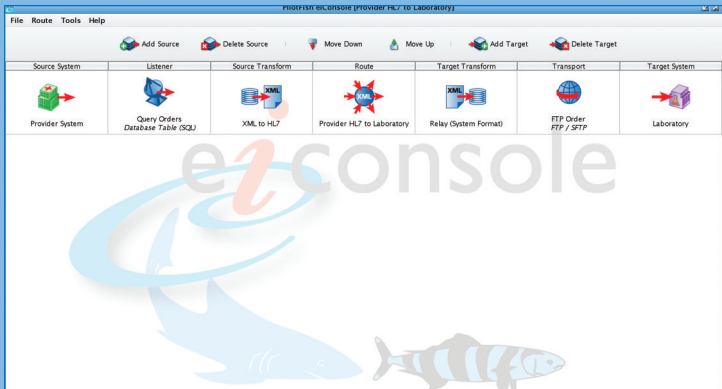 PilotFish eiConsole [Provider HL7 to Laboratory]
File Route Tools Help
Add Source Delete Source Move Down Move Up Add Target Delete Target
Source System Listener Source Transform Route Target Transform Transport Target System
XML XML XML
Provider System Query Orders XML to HL7 Provider HL7 to Laboratory Relay (System Format) FTP Order Laboratory
Database Table (SQL) FTP / SFTP
eiconsole